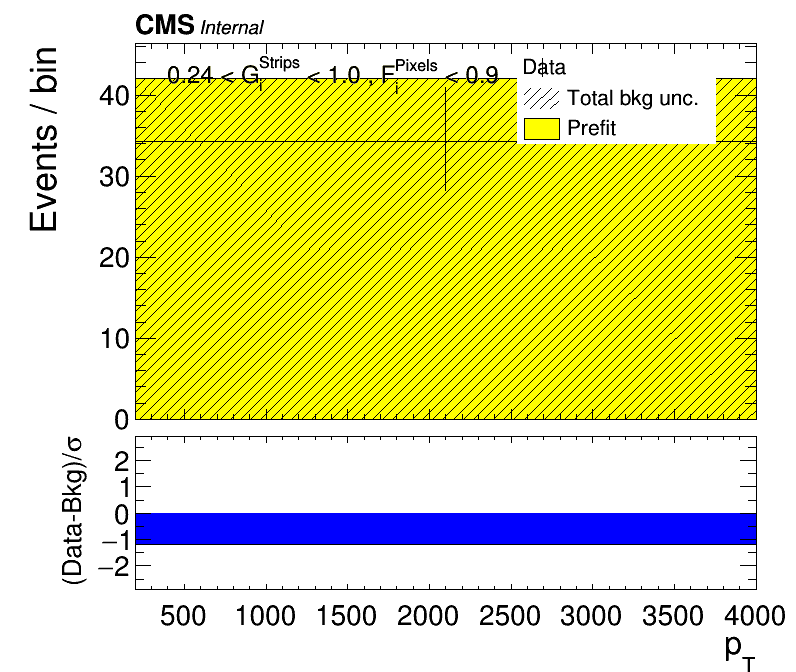 CMS Internal
Events / bin
0.24 < G_i^Strips < 1.0 , F_i^Pixels < 0.9
Data
Total bkg unc.
Prefit
40
30
20
10
0
(Data-Bkg)/σ
2
1
0
−1
−2
500 1000 1500 2000 2500 3000 3500 4000
p_T